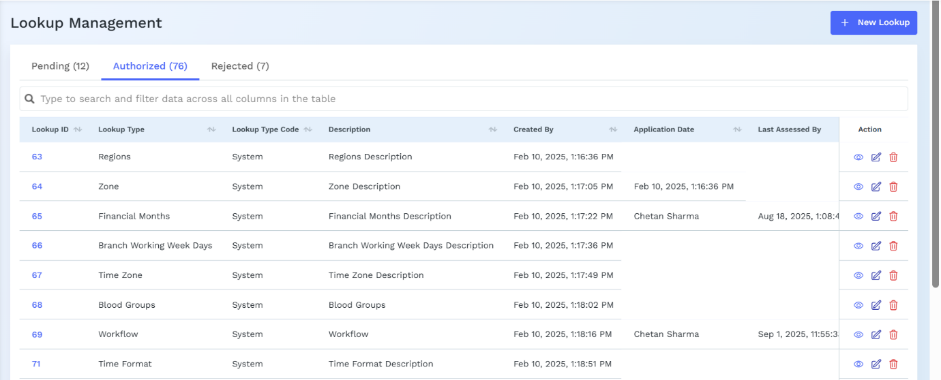 Lookup Management
+ New Lookup
Pending (12) Authorized (76) Rejected (7)
Type to search and filter data across all columns in the table
Lookup ID Lookup Type Lookup Type Code Description Created By Application Date Last Assessed By Action
63 Regions System Regions Description Feb 10, 2025, 1:16:36 PM
64 Zone System Zone Description Feb 10, 2025, 1:17:05 PM Feb 10, 2025, 1:16:36 PM
65 Financial Months System Financial Months Description Feb 10, 2025, 1:17:22 PM Chetan Sharma Aug 18, 2025, 1:08:4
66 Branch Working Week Days System Branch Working Week Days Description Feb 10, 2025, 1:17:36 PM
67 Time Zone System Time Zone Description Feb 10, 2025, 1:17:49 PM
68 Blood Groups System Blood Groups Feb 10, 2025, 1:18:02 PM
69 Workflow System Workflow Feb 10, 2025, 1:18:16 PM Chetan Sharma Sep 1, 2025, 11:55:3
71 Time Format System Time Format Description Feb 10, 2025, 1:18:51 PM